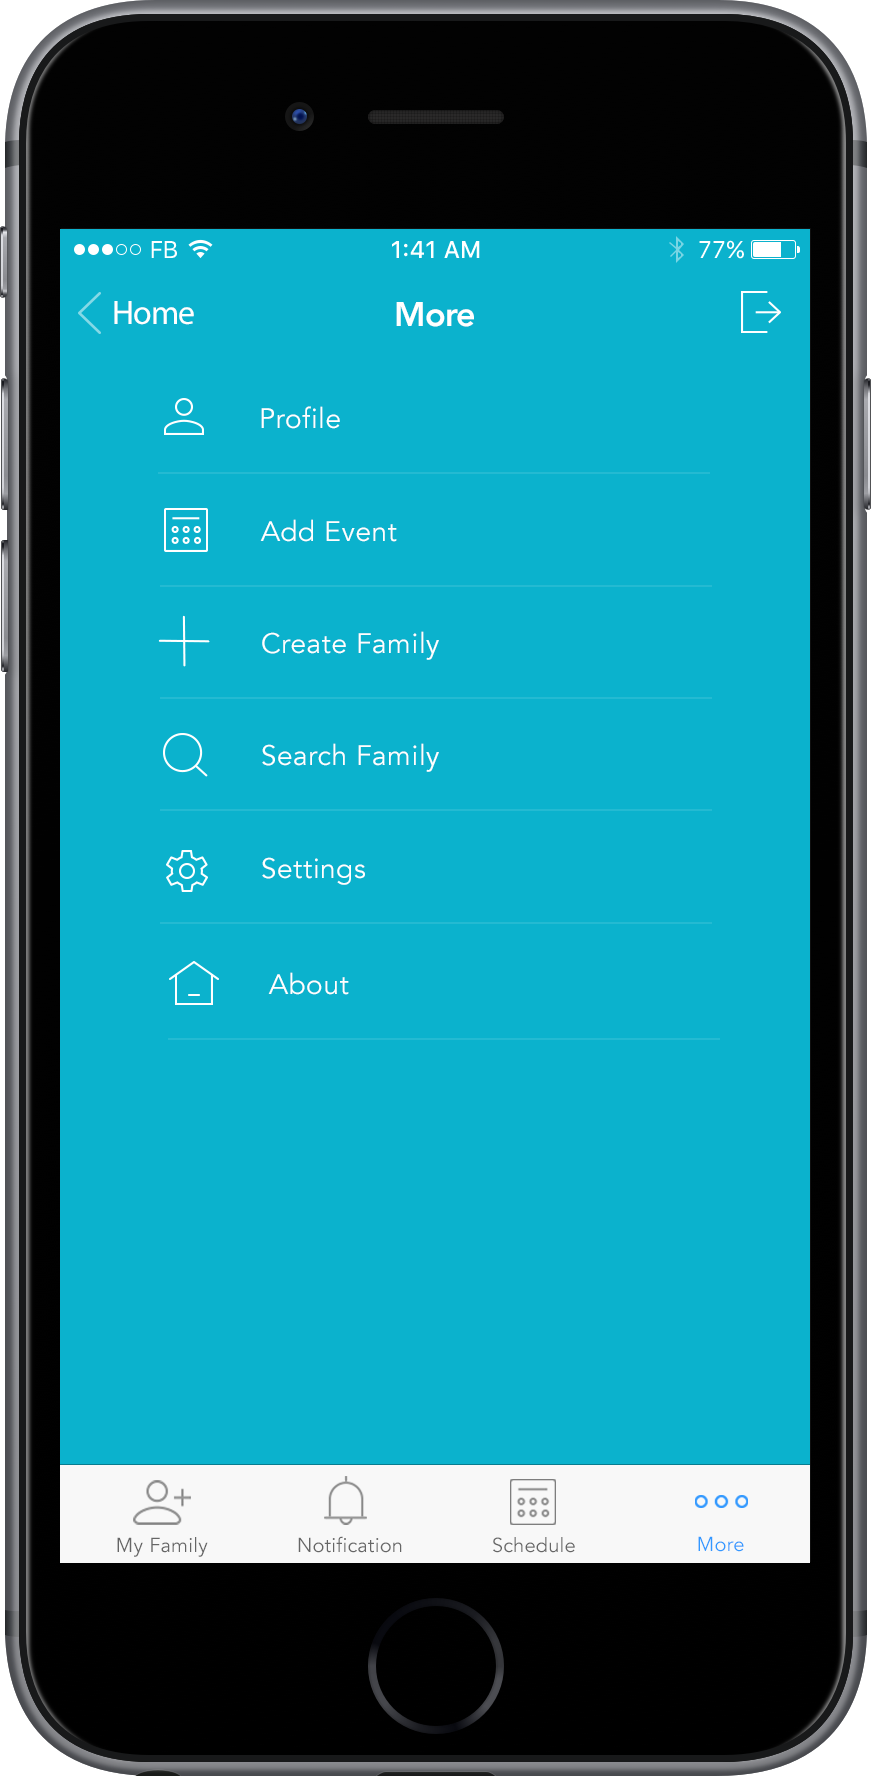 FB 1:41 AM 77%
Home More
Profile
Add Event
Create Family
Search Family
Settings
About
My Family Notification Schedule More